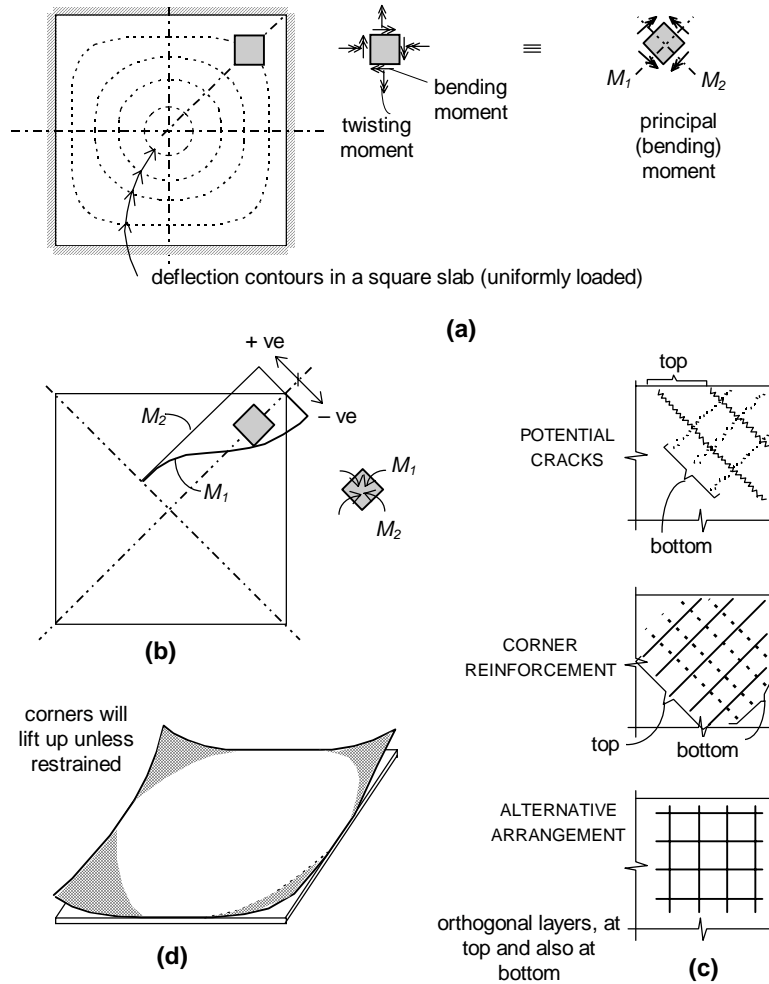 bending
moment
twisting
moment
≡
M1
M2
principal
(bending)
moment
deflection contours in a square slab (uniformly loaded)
(a)
+ ve
– ve
M2
M1
M1
M2
(b)
top
POTENTIAL
CRACKS
bottom
CORNER
REINFORCEMENT
top
bottom
ALTERNATIVE
ARRANGEMENT
orthogonal layers, at
top and also at
bottom
(c)
corners will
lift up unless
restrained
(d)